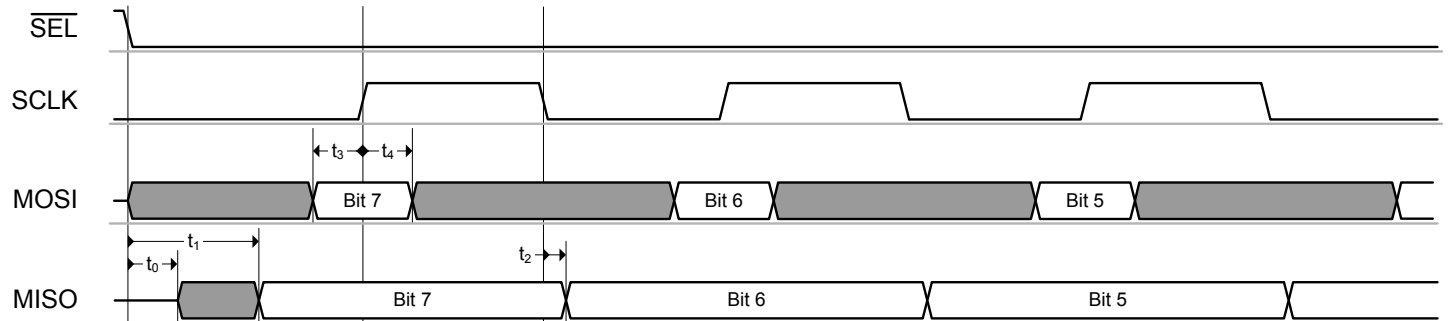 SEL
SCLK
t₃ t₄
MOSI Bit 7 Bit 6 Bit 5
t₁
t₀ t₂
MISO Bit 7 Bit 6 Bit 5